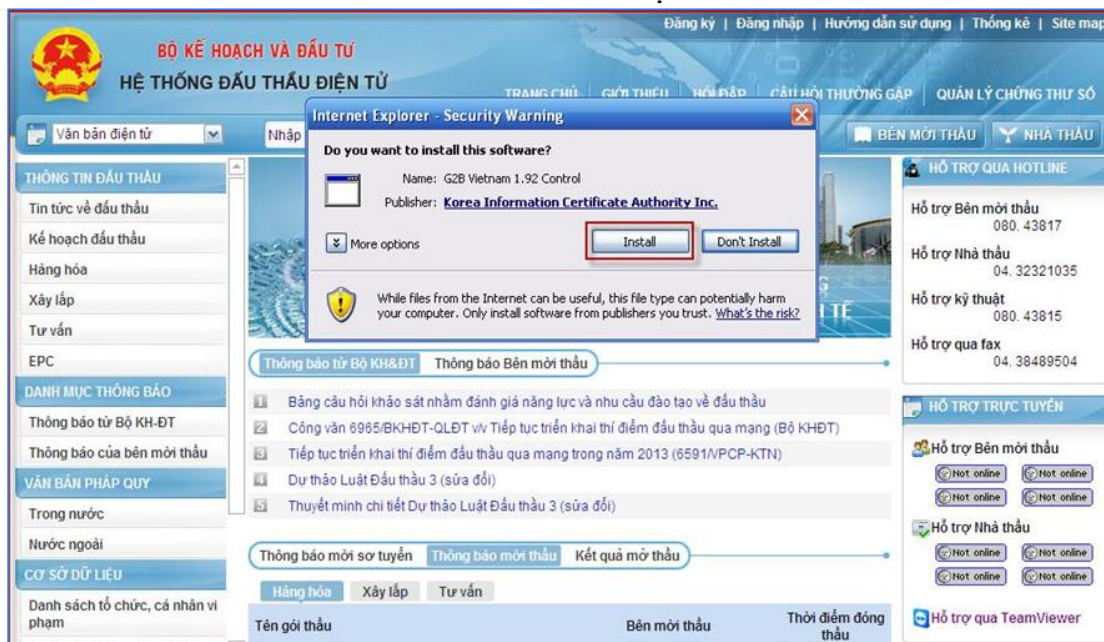 Đăng ký | Đăng nhập | Hướng dẫn sử dụng | Thống kê | Site map
BỘ KẾ HOẠCH VÀ ĐẦU TƯ
HỆ THỐNG ĐẤU THẦU ĐIỆN TỬ
TRANG CHỦ GIỚI THIỆU HỎI ĐÁP CÂU HỎI THƯỜNG GẶP QUẢN LÝ CHỨNG THƯ SỐ
Văn bản điện tử
Nhập
BÊN MỜI THẦU NHÀ THẦU
Internet Explorer - Security Warning
Do you want to install this software?
Name: G2B Vietnam 1.92 Control
Publisher: Korea Information Certificate Authority Inc.
More options
Install
Don't Install
While files from the Internet can be useful, this file type can potentially harm
your computer. Only install software from publishers you trust. What's the risk?
THÔNG TIN ĐẤU THẦU
Tin tức về đấu thầu
Kế hoạch đấu thầu
Hàng hóa
Xây lắp
Tư vấn
EPC
DANH MỤC THÔNG BÁO
Thông báo từ Bộ KH-ĐT
Thông báo của bên mời thầu
VĂN BẢN PHÁP QUY
Trong nước
Nước ngoài
CƠ SỞ DỮ LIỆU
Danh sách tổ chức, cá nhân vi
phạm
TẾ
Thông báo từ Bộ KH&ĐT Thông báo Bên mời thầu
1 Bảng câu hỏi khảo sát nhằm đánh giá năng lực và nhu cầu đào tạo về đấu thầu
2 Công văn 6965/BKHĐT-QLĐT v/v Tiếp tục triển khai thí điểm đấu thầu qua mạng (Bộ KHĐT)
3 Tiếp tục triển khai thí điểm đấu thầu qua mạng trong năm 2013 (6591/VPCP-KTN)
4 Dự thảo Luật Đấu thầu 3 (sửa đổi)
5 Thuyết minh chi tiết Dự thảo Luật Đấu thầu 3 (sửa đổi)
Thông báo mời sơ tuyển Thông báo mời thầu Kết quả mở thầu
Hàng hóa Xây lắp Tư vấn
Tên gói thầu Bên mời thầu Thời điểm đóng
thầu
HỖ TRỢ QUA HOTLINE
Hỗ trợ Bên mời thầu
080. 43817
Hỗ trợ Nhà thầu
04. 32321035
Hỗ trợ kỹ thuật
080. 43815
Hỗ trợ qua fax
04. 38489504
HỖ TRỢ TRỰC TUYẾN
Hỗ trợ Bên mời thầu
Not online Not online
Not online Not online
Hỗ trợ Nhà thầu
Not online Not online
Not online Not online
Hỗ trợ qua TeamViewer